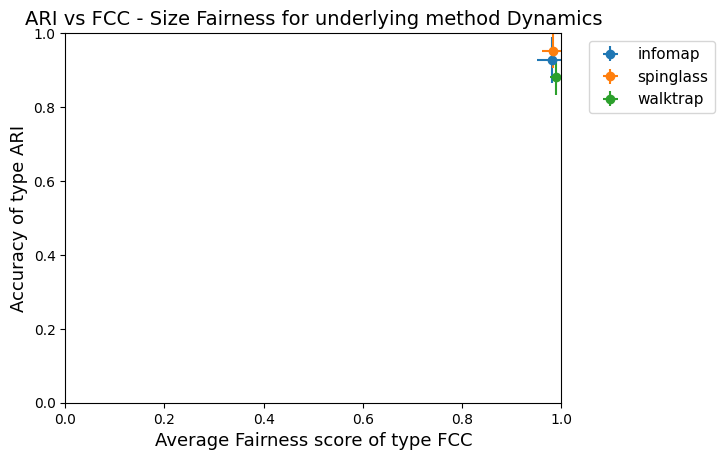 ARI vs FCC - Size Fairness for underlying method Dynamics
1.0
0.8
0.6
0.4
0.2
0.0
Accuracy of type ARI
0.0 0.2 0.4 0.6 0.8 1.0
Average Fairness score of type FCC
infomap
spinglass
walktrap